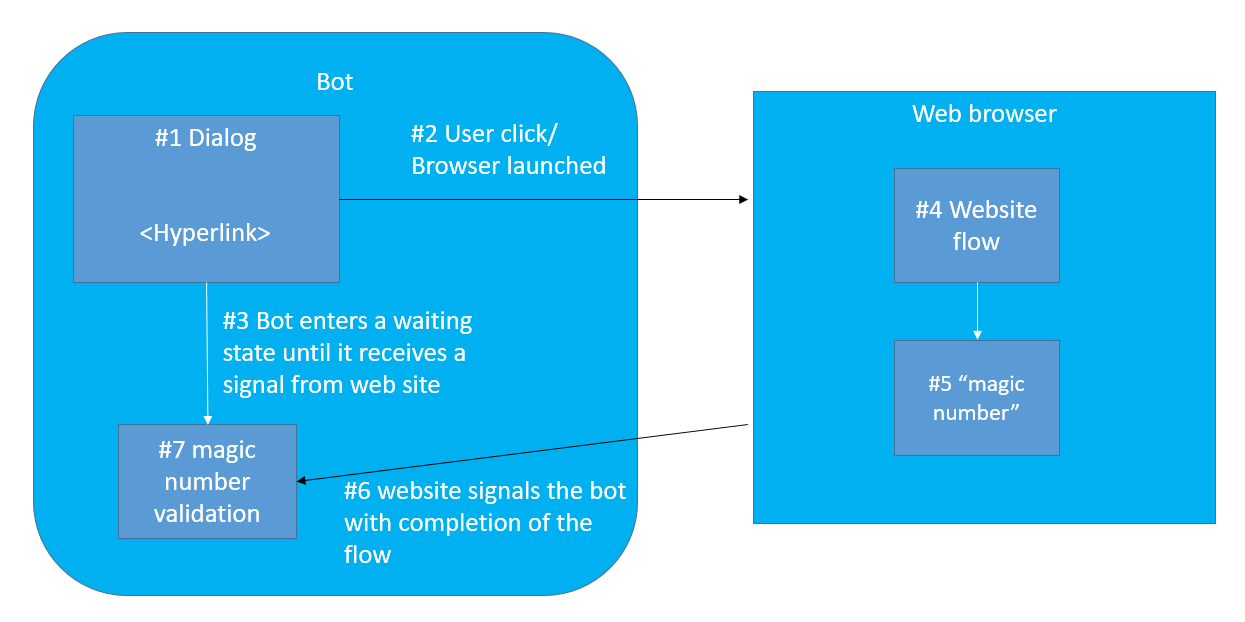 Bot
#1 Dialog
<Hyperlink>
#2 User click/
Browser launched
#3 Bot enters a waiting
state until it receives a
signal from web site
Web browser
#4 Website
flow
#5 “magic
number”
#6 website signals the bot
with completion of the
flow
#7 magic
number
validation